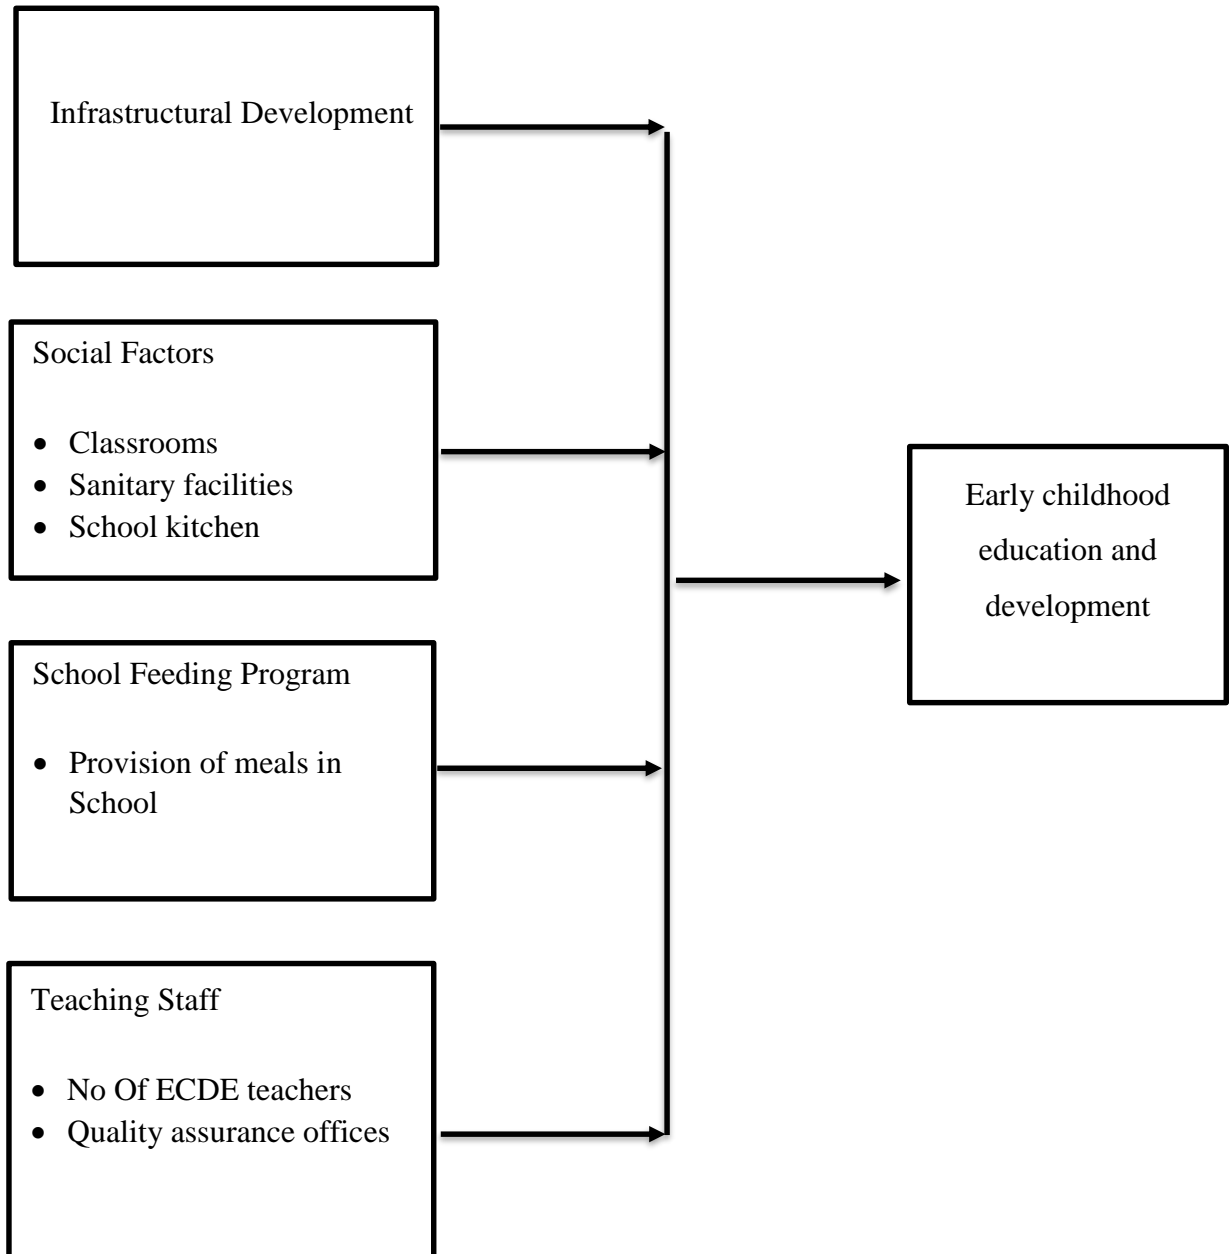 Infrastructural Development
Social Factors
• Classrooms
• Sanitary facilities
• School kitchen
Early childhood
education and
development
School Feeding Program
• Provision of meals in
School
Teaching Staff
• No Of ECDE teachers
• Quality assurance offices